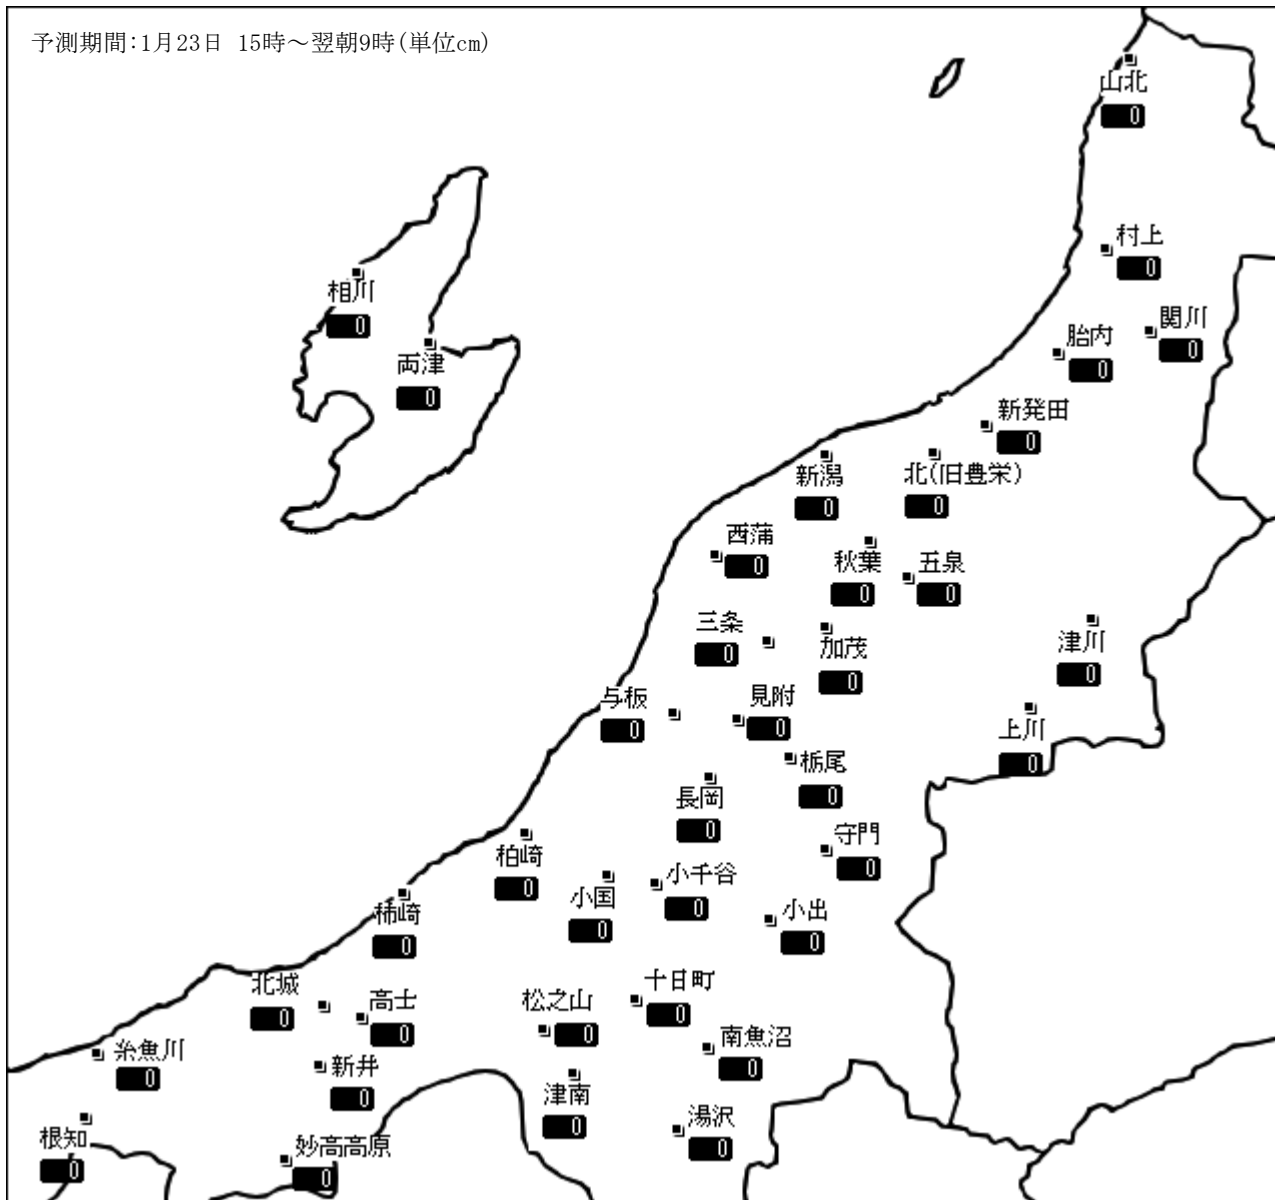 予測期間:1月23日 15時～翌朝9時(単位cm)
山北
0
村上
0
相川
0
関川
0
胎内
0
両津
0
新発田
0
新潟
0
北(旧豊栄)
0
西蒲
0
秋葉
0
五泉
0
三条
0
加茂
0
津川
0
与板
0
見附
0
上川
0
栃尾
0
長岡
0
守門
0
柏崎
0
小国
0
小千谷
0
小出
0
柿崎
0
北城
0
高士
0
松之山
0
十日町
0
南魚沼
0
糸魚川
0
新井
0
津南
0
湯沢
0
根知
0
妙高高原
0